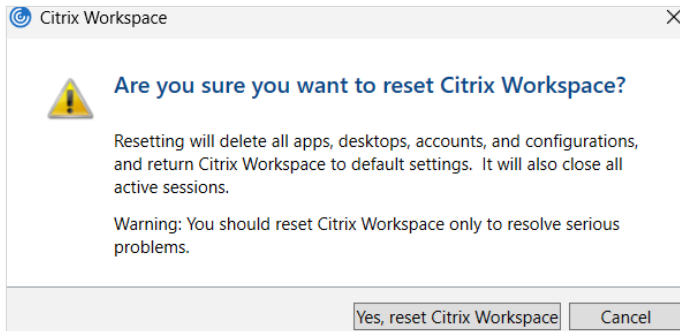 Citrix Workspace
Are you sure you want to reset Citrix Workspace?
Resetting will delete all apps, desktops, accounts, and configurations,
and return Citrix Workspace to default settings. It will also close all
active sessions.
Warning: You should reset Citrix Workspace only to resolve serious
problems.
Yes, reset Citrix Workspace Cancel